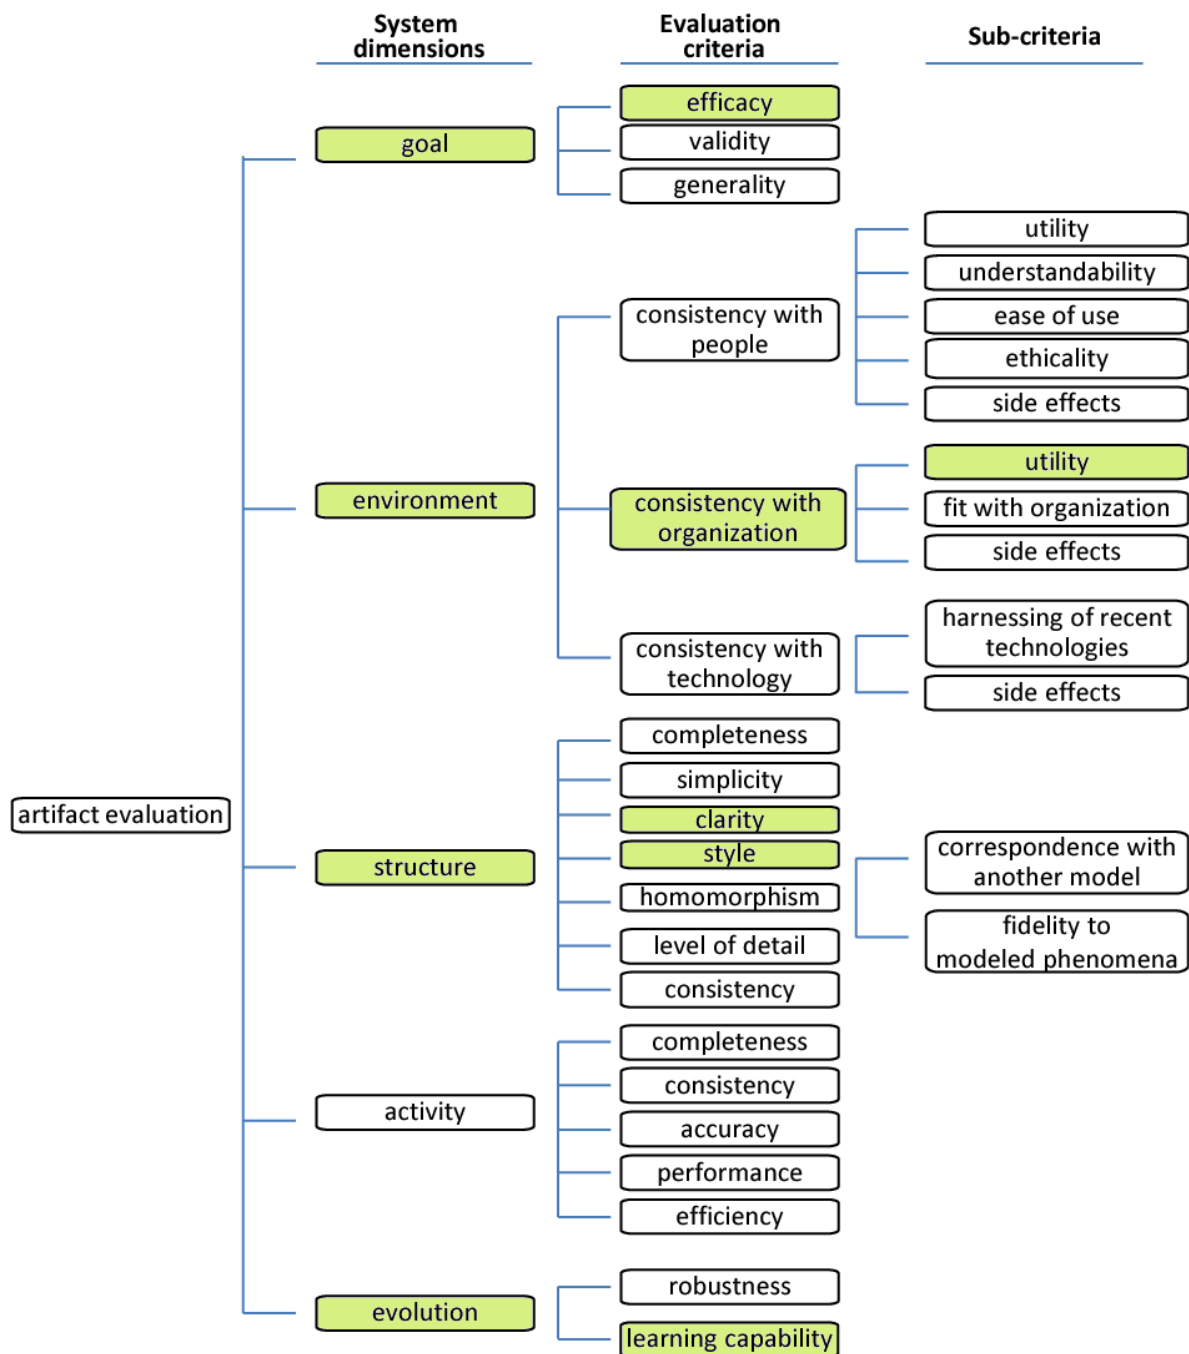 System
dimensions
Evaluation
criteria
Sub-criteria
artifact evaluation
goal
efficacy
validity
generality
environment
consistency with
people
utility
understandability
ease of use
ethicality
side effects
consistency with
organization
utility
fit with organization
side effects
consistency with
technology
harnessing of recent
technologies
side effects
structure
completeness
simplicity
clarity
style
homomorphism
correspondence with
another model
fidelity to
modeled phenomena
level of detail
consistency
activity
completeness
consistency
accuracy
performance
efficiency
evolution
robustness
learning capability